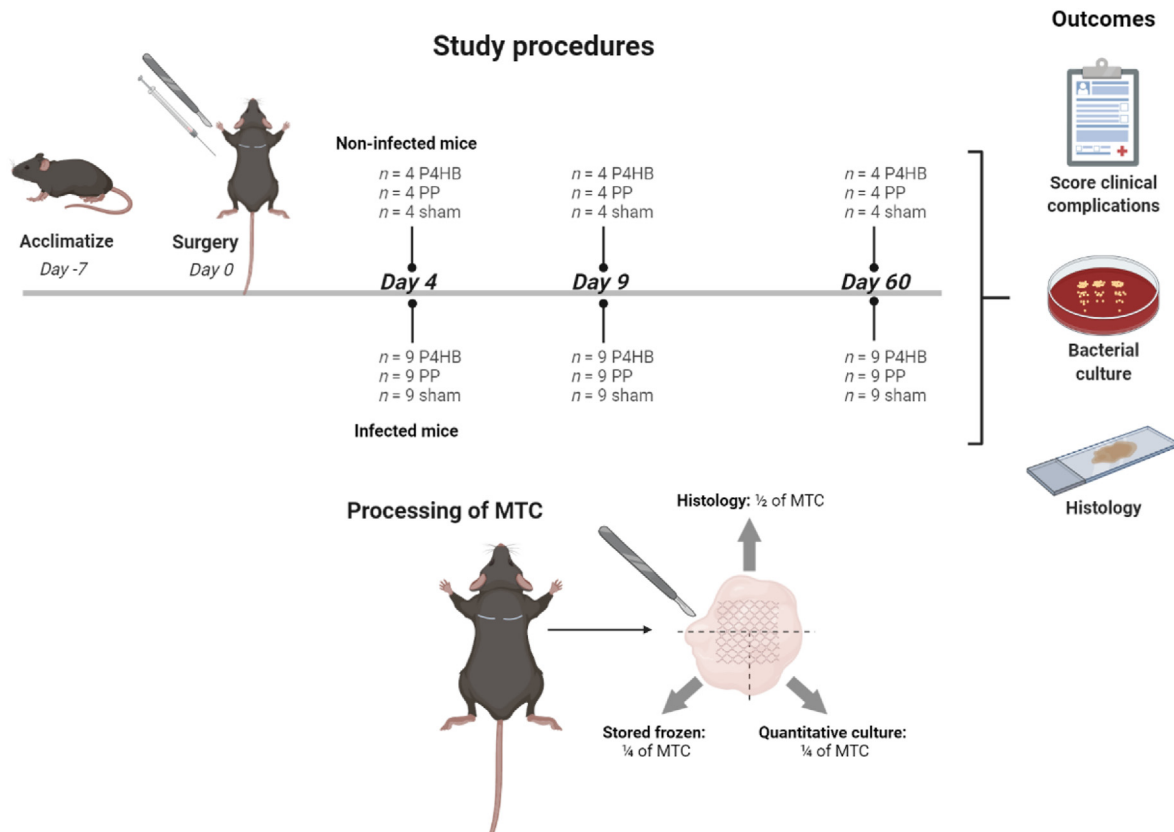 Study procedures
Outcomes
Acclimatize
Day -7
Surgery
Day 0
Non-infected mice
n = 4 P4HB
n = 4 PP
n = 4 sham
n = 4 P4HB
n = 4 PP
n = 4 sham
n = 4 P4HB
n = 4 PP
n = 4 sham
Day 4
Day 9
Day 60
n = 9 P4HB
n = 9 PP
n = 9 sham
n = 9 P4HB
n = 9 PP
n = 9 sham
n = 9 P4HB
n = 9 PP
n = 9 sham
Infected mice
Score clinical
complications
Bacterial
culture
Histology
Processing of MTC
Histology: ½ of MTC
Stored frozen:
¼ of MTC
Quantitative culture:
¼ of MTC